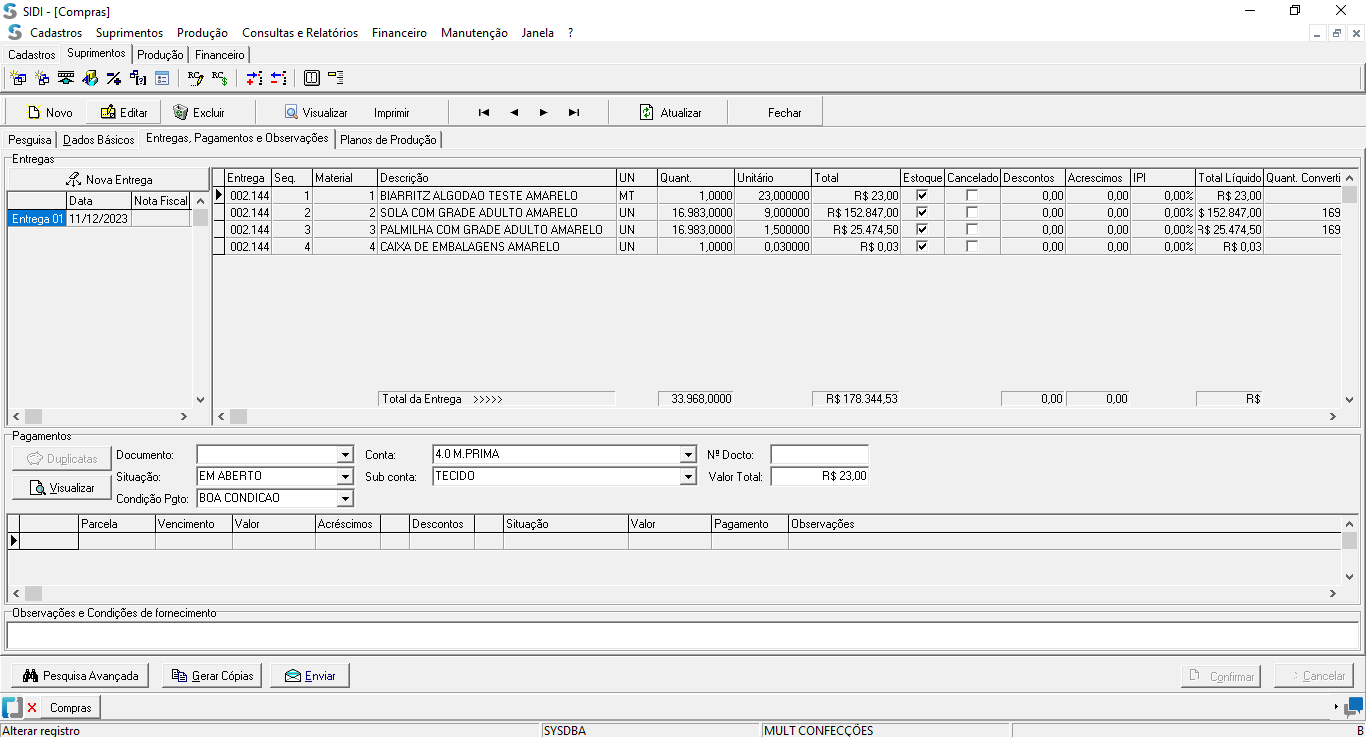 SIDI - [Compras]
Cadastros Suprimentos Produção Consultas e Relatórios Financeiro Manutenção Janela ?
Cadastros Suprimentos Produção Financeiro
Novo Editar Excluir Visualizar Imprimir Atualizar Fechar
Pesquisa Dados Básicos Entregas, Pagamentos e Observações Planos de Produção
Entregas
Nova Entrega
Data Nota Fiscal
Entrega 01 11/12/2023
Entrega Seq. Material Descrição UN Quant. Unitário Total Estoque Cancelado Descontos Acrescimos IPI Total Líquido Quant. Converti
002.144 1 1 BIARRITZ ALGODAO TESTE AMARELO MT 1,0000 23,000000 R$ 23,00 0,00 0,00 0,00% R$ 23,00
002.144 2 2 SOLA COM GRADE ADULTO AMARELO UN 16.983,0000 9,000000 R$ 152.847,00 0,00 0,00 0,00% $ 152.847,00 169
002.144 3 3 PALMILHA COM GRADE ADULTO AMARELO UN 16.983,0000 1,500000 R$ 25.474,50 0,00 0,00 0,00% R$ 25.474,50 169
002.144 4 4 CAIXA DE EMBALAGENS AMARELO UN 1,0000 0,030000 R$ 0,03 0,00 0,00 0,00% R$ 0,03
Total da Entrega >>>>> 33.968,0000 R$ 178.344,53 0,00 0,00 R$
Pagamentos
Duplicatas Documento: Conta: 4.0 M.PRIMA Nº Docto:
Visualizar Situação: EM ABERTO Sub conta: TECIDO Valor Total: R$ 23,00
Condição Pgto: BOA CONDICAO
Parcela Vencimento Valor Acréscimos Descontos Situação Valor Pagamento Observações
Observações e Condições de fornecimento
Pesquisa Avançada Gerar Cópias Enviar Confirmar Cancelar
Compras
Alterar registro SYSDBA MULT CONFECÇÕES B